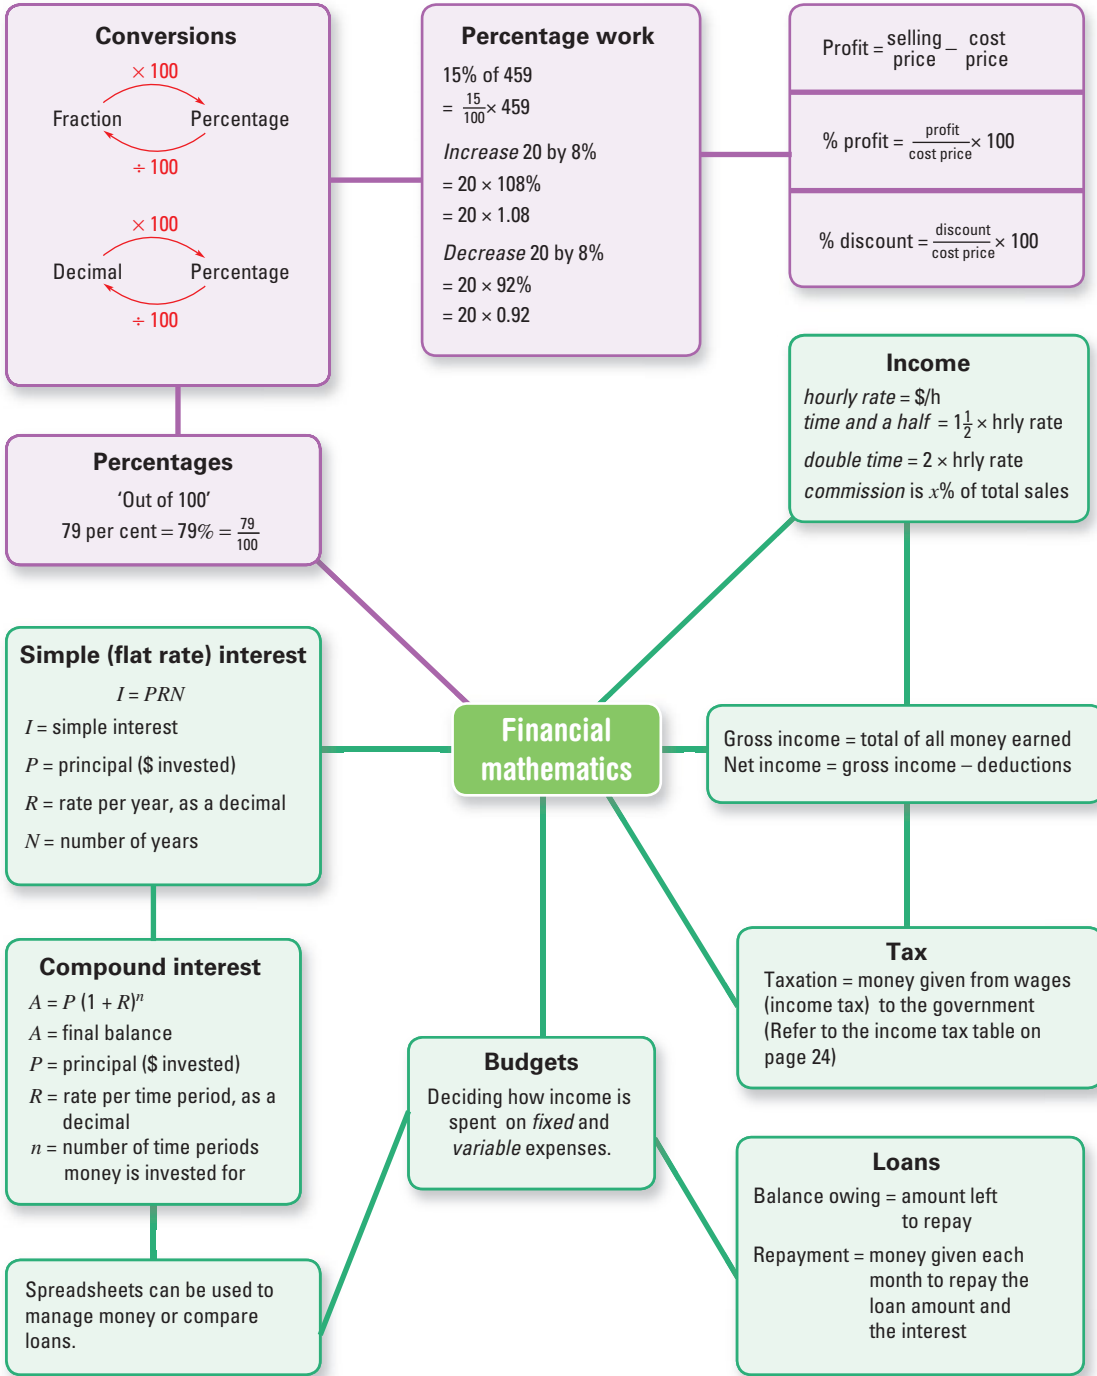 Conversions
× 100
Fraction Percentage
÷ 100
× 100
Decimal Percentage
÷ 100
Percentage work
15% of 459
= 15/100 × 459
Increase 20 by 8%
= 20 × 108%
= 20 × 1.08
Decrease 20 by 8%
= 20 × 92%
= 20 × 0.92
Profit = selling price – cost price
% profit = profit/cost price × 100
% discount = discount/cost price × 100
Percentages
'Out of 100'
79 per cent = 79% = 79/100
Income
hourly rate = $/h
time and a half = 1 1/2 × hrly rate
double time = 2 × hrly rate
commission is x% of total sales
Simple (flat rate) interest
I = PRN
I = simple interest
P = principal ($ invested)
R = rate per year, as a decimal
N = number of years
Financial
mathematics
Gross income = total of all money earned
Net income = gross income – deductions
Compound interest
A = P (1 + R)ⁿ
A = final balance
P = principal ($ invested)
R = rate per time period, as a
decimal
n = number of time periods
money is invested for
Tax
Taxation = money given from wages
(income tax) to the government
(Refer to the income tax table on
page 24)
Budgets
Deciding how income is
spent on fixed and
variable expenses.
Loans
Balance owing = amount left
to repay
Repayment = money given each
month to repay the
loan amount and
the interest
Spreadsheets can be used to
manage money or compare
loans.